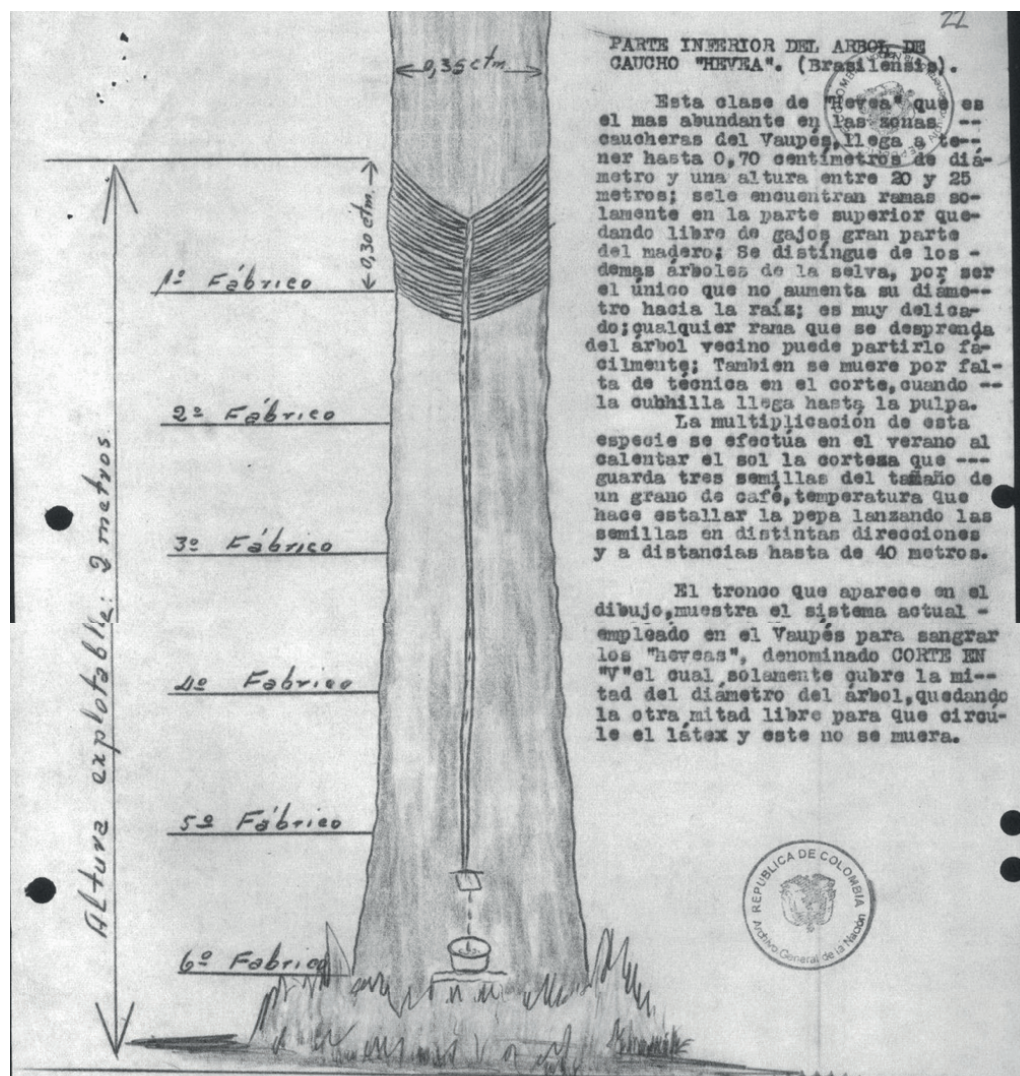 22
PARTE INFERIOR DEL ARBOL DE
CAUCHO "HEVEA". (Brasilensis).
Esta clase de "Hevea" que es
el mas abundante en las zonas --
caucheras del Vaupés,llega a te--
ner hasta 0,70 centímetros de diá-
metro y una altura entre 20 y 25
metros; sele encuentran ramas so-
lamente en la parte superior que-
dando libre de gajos gran parte
del madero; Se distingue de los -
demas árboles de la selva, por ser
el único que no aumenta su diáme--
tro hacia la raís; es muy delica-
do;cualquier rama que se desprenda
del árbol vecino puede partirlo fá-
cilmente; Tambien se muere por fal-
ta de técnica en el corte,cuando --
la cubhilla llega hasta la pulpa.
La multiplicación de esta
especie se efectúa en el verano al
calentar el sol la corteza que ---
guarda tres semillas del tamaño de
un grano de café,temperatura que
hace estallar la pepa lanzando las
semillas en distintas direcciones
y a distancias hasta de 40 metros.
El tronco que aparece en el
dibujo,muestra el sistema actual -
empleado en el Vaupés para sangrar
los "heveas", denominado CORTE EN
"V"el cual solamente cubre la mi--
tad del diámetro del árbol,quedando
la otra mitad libre para que circú-
le el látex y este no se muera.
0,35 ctm.
0,30 ctm.
1º Fábrico
2º Fábrico
3º Fábrico
4º Fabrico
5º Fábrico
6º Fabrico
Altura explotable: 2 metros
REPUBLICA DE COLOMBIA
Archivo General de la Nación